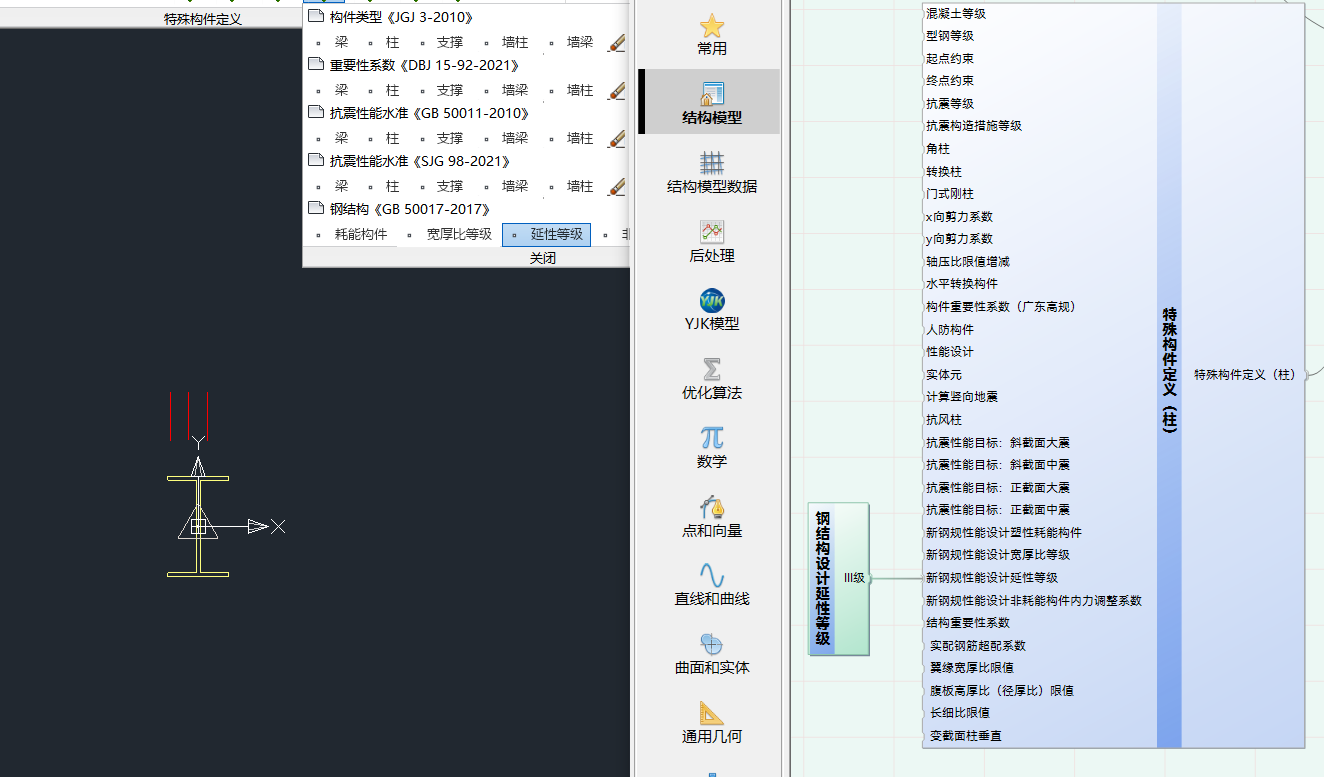 特殊构件定义
构件类型《JGJ 3-2010》
梁 柱 支撑 墙柱 墙梁
重要性系数《DBJ 15-92-2021》
梁 柱 支撑 墙梁 墙柱
抗震性能水准《GB 50011-2010》
梁 柱 支撑 墙梁 墙柱
抗震性能水准《SJG 98-2021》
梁 柱 支撑 墙梁 墙柱
钢结构《GB 50017-2017》
耗能构件 宽厚比等级 延性等级
关闭
Y
X
常用
结构模型
结构模型数据
后处理
YJK
YJK模型
优化算法
数学
点和向量
直线和曲线
曲面和实体
通用几何
钢结构设计延性等级
III级
混凝土等级
型钢等级
起点约束
终点约束
抗震等级
抗震构造措施等级
角柱
转换柱
门式刚柱
x向剪力系数
y向剪力系数
轴压比限值增减
水平转换构件
构件重要性系数（广东高规）
人防构件
性能设计
实体元
计算竖向地震
抗风柱
抗震性能目标：斜截面大震
抗震性能目标：斜截面中震
抗震性能目标：正截面大震
抗震性能目标：正截面中震
新钢规性能设计塑性耗能构件
新钢规性能设计宽厚比等级
新钢规性能设计延性等级
新钢规性能设计非耗能构件内力调整系数
结构重要性系数
实配钢筋超配系数
翼缘宽厚比限值
腹板高厚比（径厚比）限值
长细比限值
变截面柱垂直
特殊构件定义（柱）
特殊构件定义（柱）